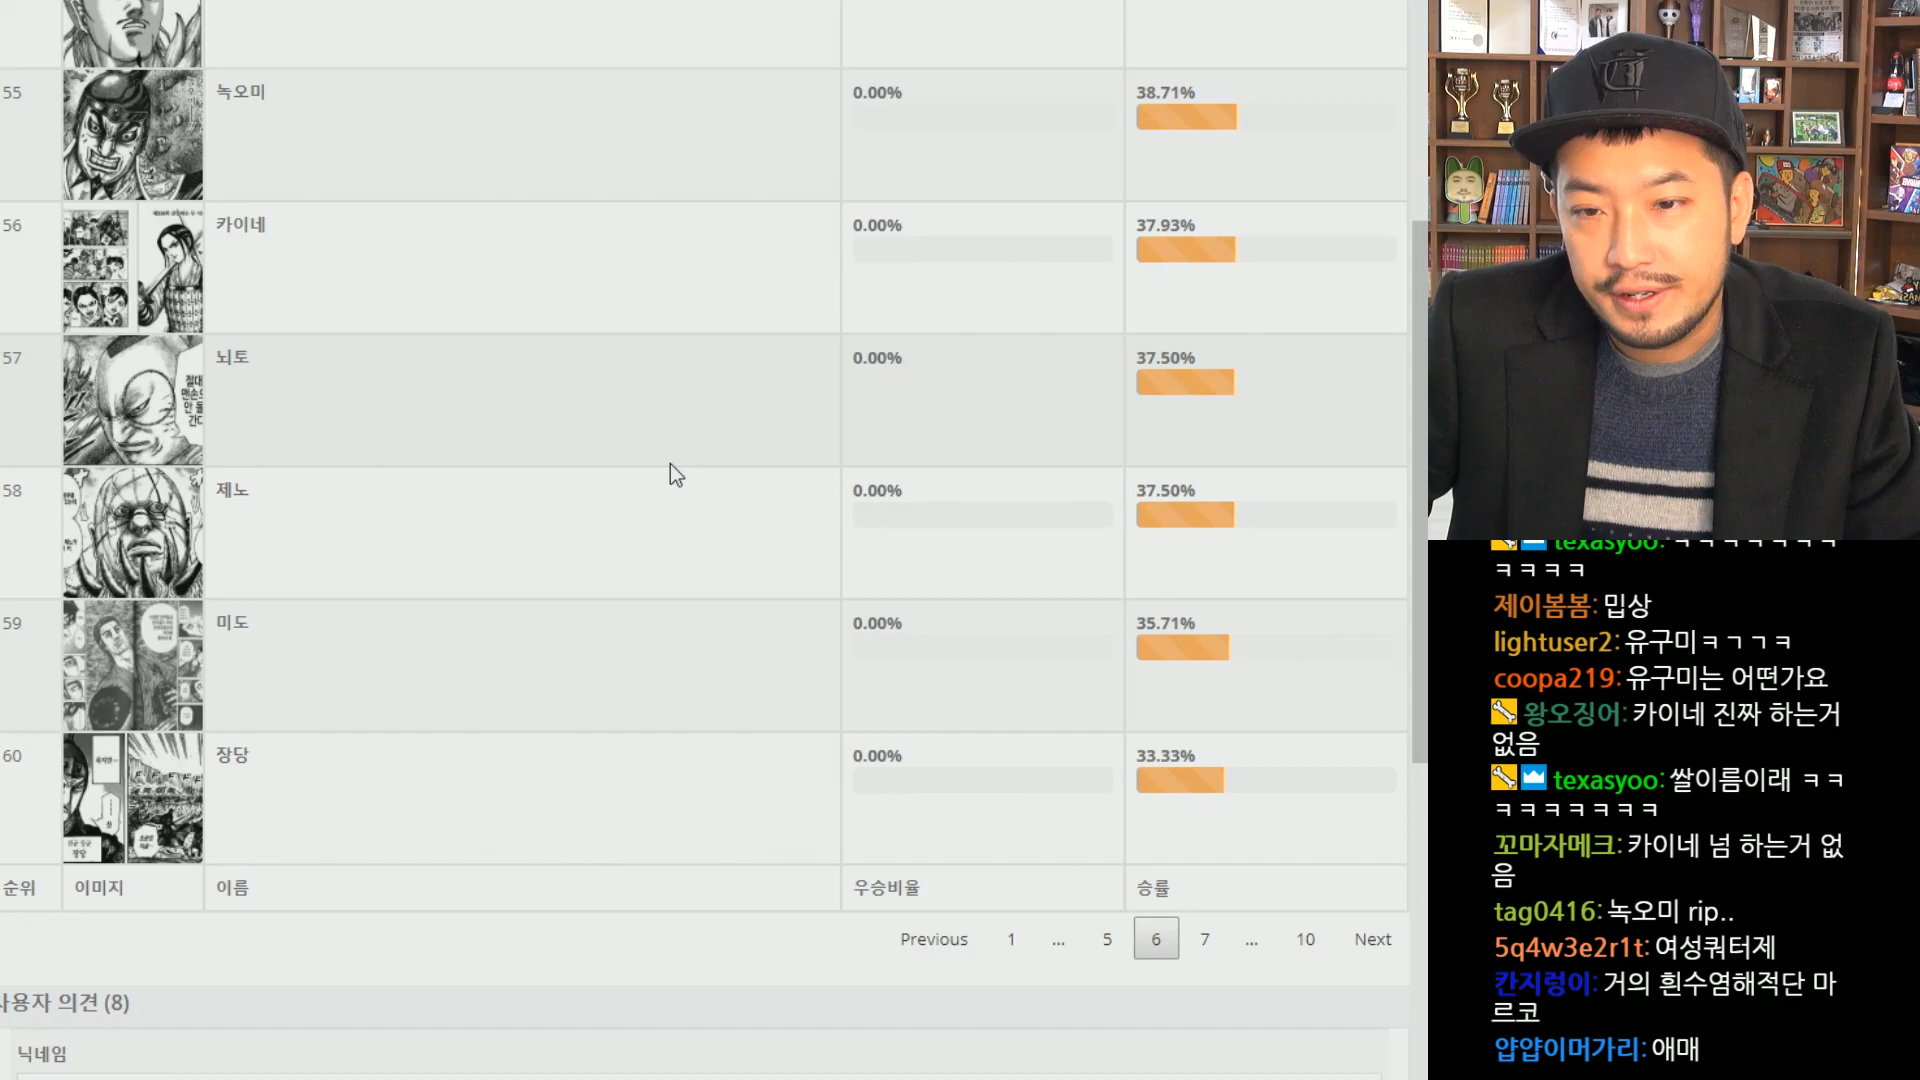 55 녹오미 0.00% 38.71%
56 카이네 0.00% 37.93%
57 뇌토 0.00% 37.50%
58 제노 0.00% 37.50%
59 미도 0.00% 35.71%
60 장당 0.00% 33.33%
순위 이미지 이름 우승비율 승률
Previous 1 ... 5 6 7 ... 10 Next
사용자 의견 (8)
닉네임
texasyoo: ㅋㅋㅋㅋㅋㅋㅋㅋ
ㅋㅋㅋㅋ
제이봄봄: 밉상
lightuser2: 유구미ㅋㄱㄱㅋ
coopa219: 유구미는 어떤가요
왕오징어: 카이네 진짜 하는거
없음
texasyoo: 쌀이름이래 ㅋㅋ
ㅋㅋㅋㅋㅋㅋㅋ
꼬마자메크: 카이네 넘 하는거 없
음
tag0416: 녹오미 rip..
5q4w3e2r1t: 여성쿼터제
칸지렁이: 거의 흰수염해적단 마
르코
얍얍이머가리: 애매